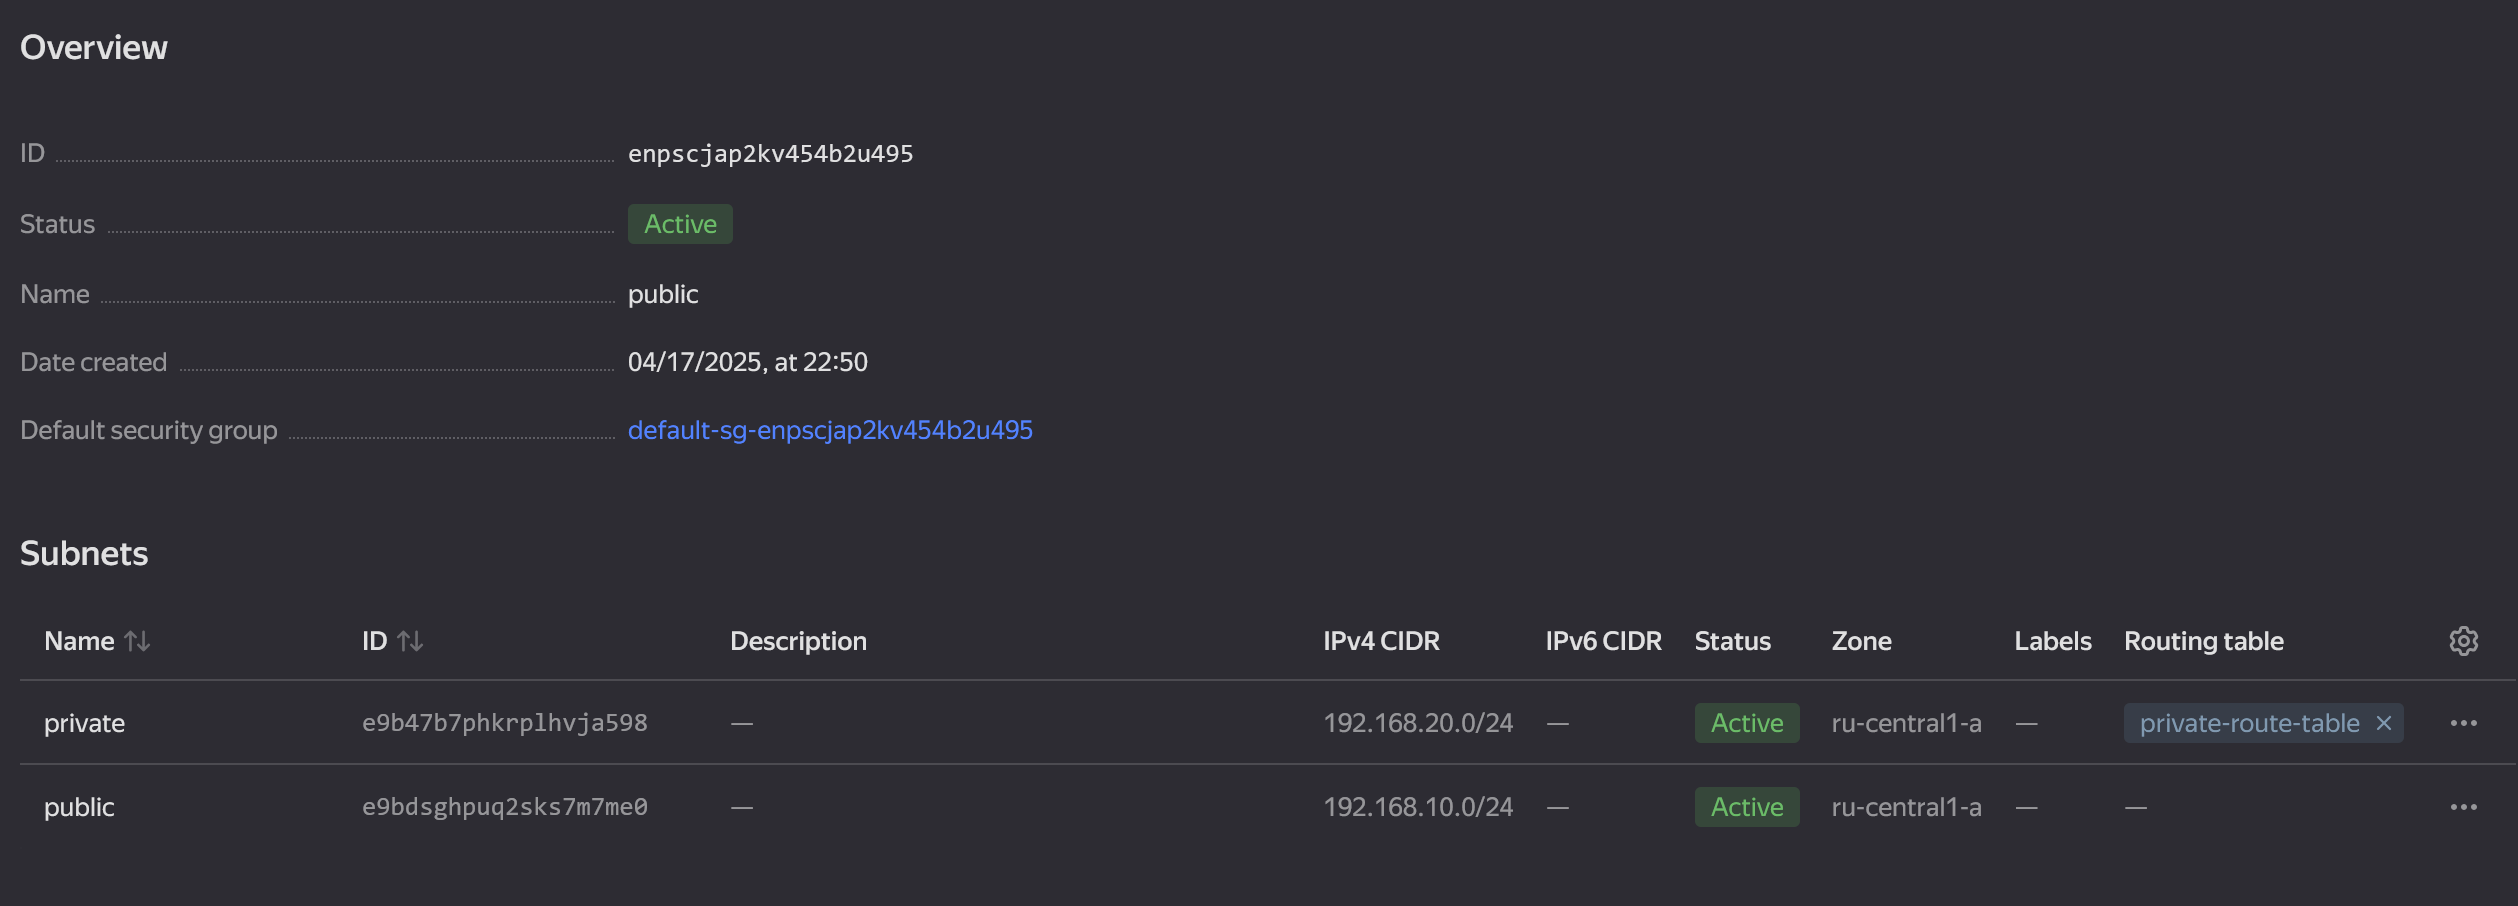 Overview
ID enpscjap2kv454b2u495
Status Active
Name public
Date created 04/17/2025, at 22:50
Default security group default-sg-enpscjap2kv454b2u495
Subnets
Name ID Description IPv4 CIDR IPv6 CIDR Status Zone Labels Routing table
private e9b47b7phkrplhvja598 — 192.168.20.0/24 — Active ru-central1-a — private-route-table
public e9bdsghpuq2sks7m7me0 — 192.168.10.0/24 — Active ru-central1-a — —